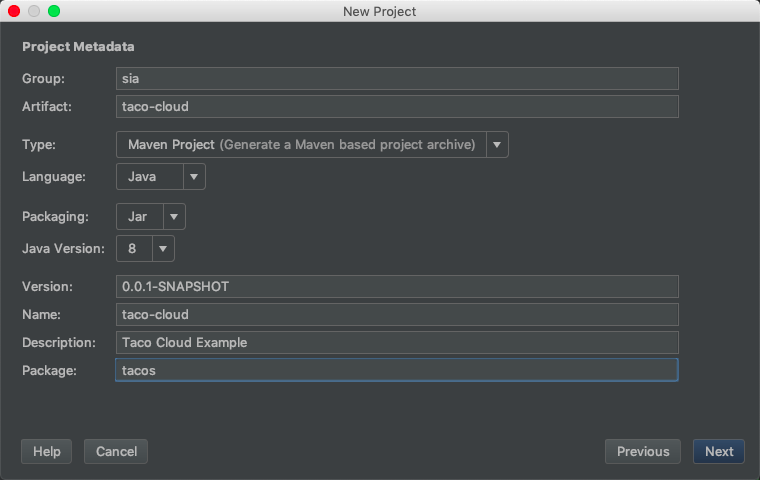 New Project
Project Metadata
Group: sia
Artifact: taco-cloud
Type: Maven Project (Generate a Maven based project archive)
Language: Java
Packaging: Jar
Java Version: 8
Version: 0.0.1-SNAPSHOT
Name: taco-cloud
Description: Taco Cloud Example
Package: tacos
Help Cancel Previous Next